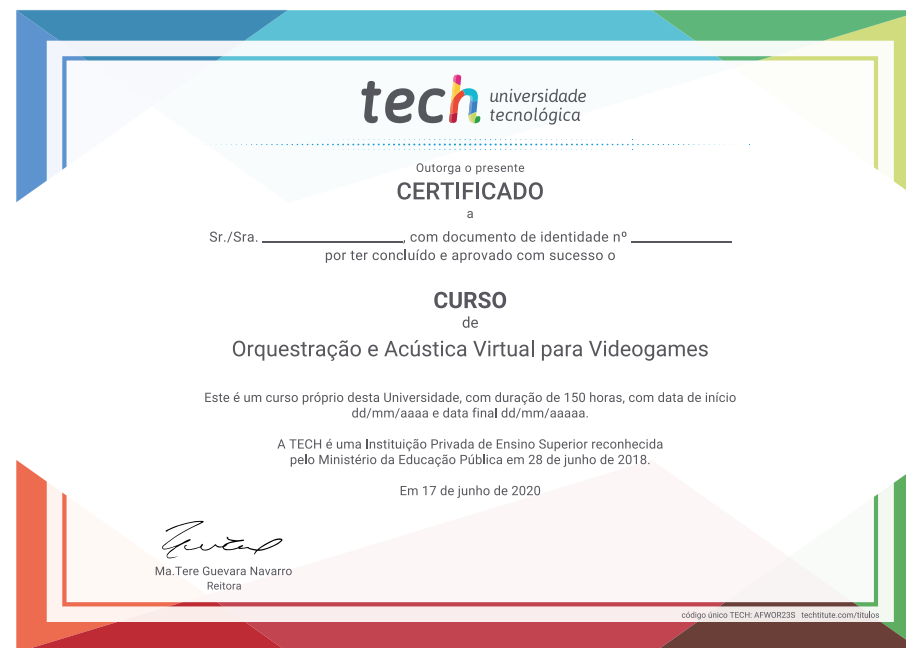 tech universidade
tecnológica
Outorga o presente
CERTIFICADO
a
Sr./Sra. ____________________, com documento de identidade nº ______________
por ter concluído e aprovado com sucesso o
CURSO
de
Orquestração e Acústica Virtual para Videogames
Este é um curso próprio desta Universidade, com duração de 150 horas, com data de início
dd/mm/aaaa e data final dd/mm/aaaaa.
A TECH é uma Instituição Privada de Ensino Superior reconhecida
pelo Ministério da Educação Pública em 28 de junho de 2018.
Em 17 de junho de 2020
Ma.Tere Guevara Navarro
Reitora
código único TECH: AFWOR23S techtitute.com/titulos